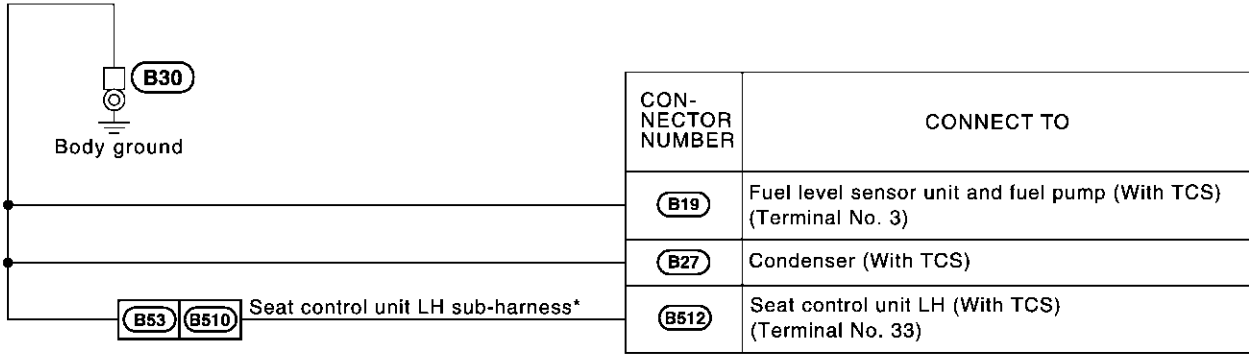 B30
Body ground
CON-
NECTOR
NUMBER
CONNECT TO
B19
Fuel level sensor unit and fuel pump (With TCS)
(Terminal No. 3)
B27
Condenser (With TCS)
B53
B510
Seat control unit LH sub-harness*
B512
Seat control unit LH (With TCS)
(Terminal No. 33)